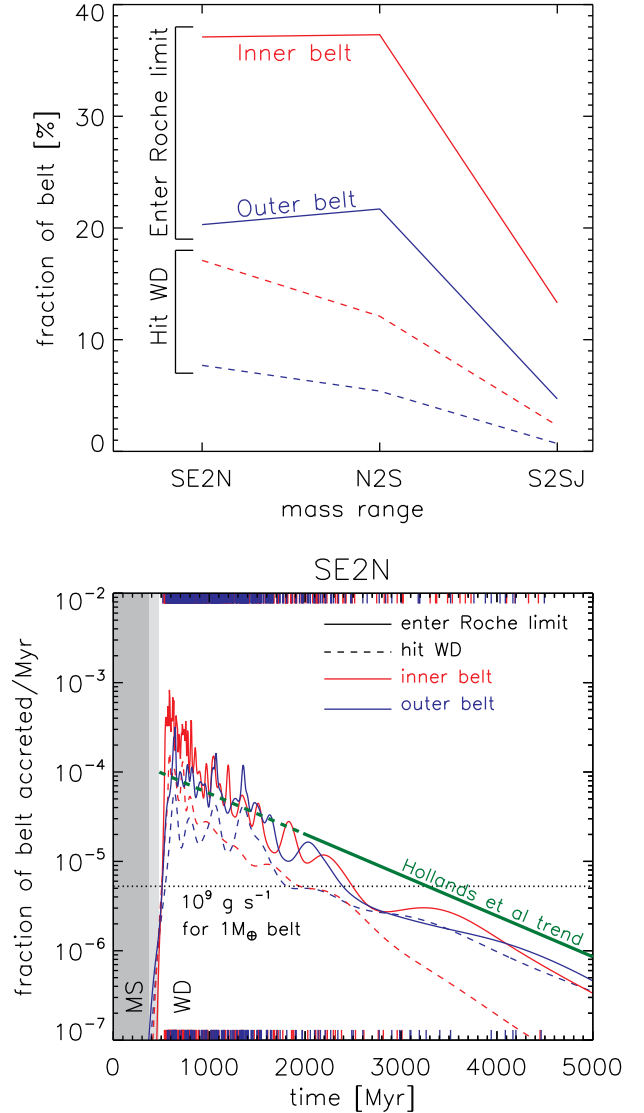 40
30
20
10
0
fraction of belt [%]
Enter Roche limit
Hit WD
Inner belt
Outer belt
SE2N N2S S2SJ
mass range
SE2N
10⁻²
10⁻³
10⁻⁴
10⁻⁵
10⁻⁶
10⁻⁷
fraction of belt accreted/Myr
enter Roche limit
hit WD
inner belt
outer belt
Hollands et al trend
10⁹ g s⁻¹
for 1M⊕ belt
MS
WD
0 1000 2000 3000 4000 5000
time [Myr]